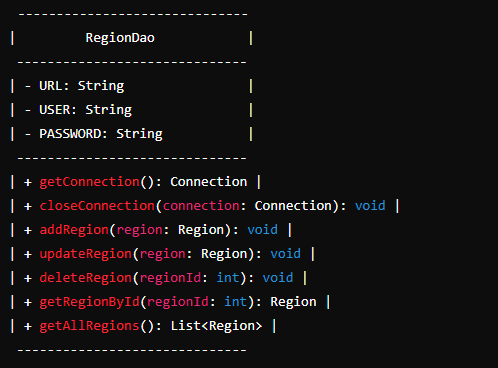 ------------------------------
|         RegionDao            |
------------------------------
| - URL: String                |
| - USER: String               |
| - PASSWORD: String           |
------------------------------
| + getConnection(): Connection |
| + closeConnection(connection: Connection): void |
| + addRegion(region: Region): void |
| + updateRegion(region: Region): void |
| + deleteRegion(regionId: int): void |
| + getRegionById(regionId: int): Region |
| + getAllRegions(): List<Region> |
------------------------------